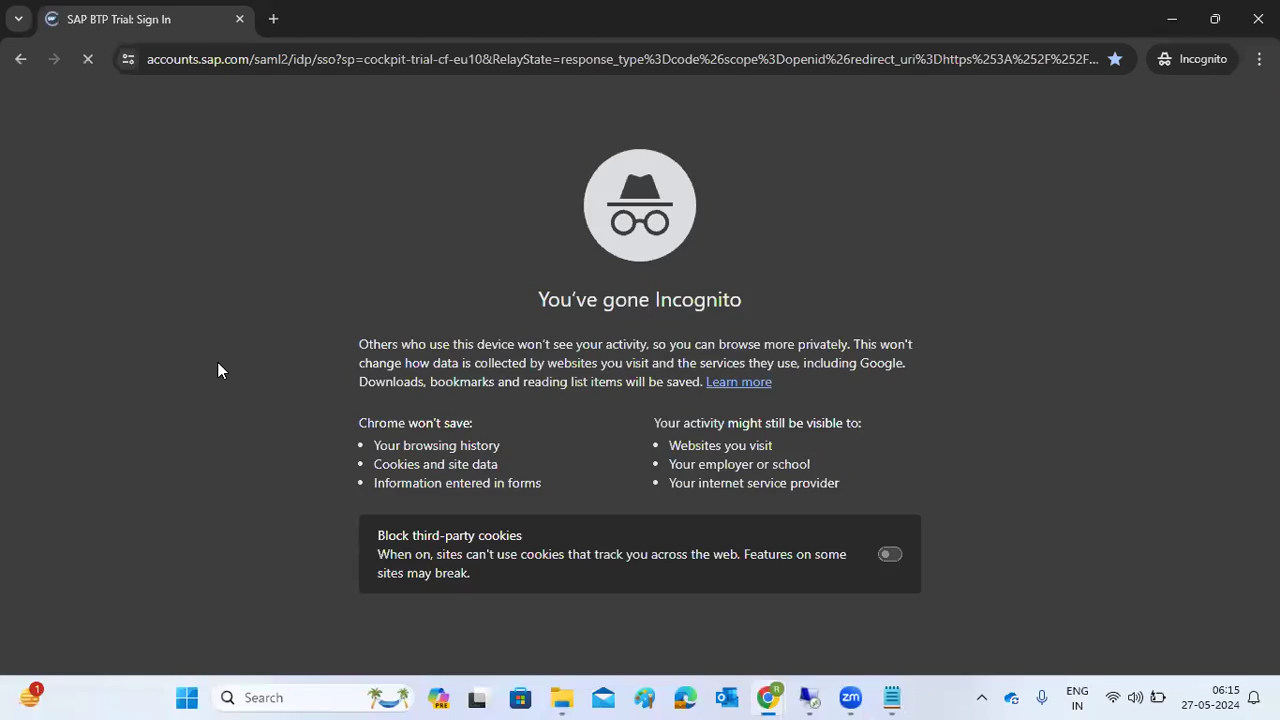 SAP BTP Trial: Sign In
accounts.sap.com/saml2/idp/sso?sp=cockpit-trial-cf-eu10&RelayState=response_type%3Dcode%26scope%3Dopenid%26redirect_uri%3Dhttps%253A%252F%252F...
Incognito
You've gone Incognito
Others who use this device won't see your activity, so you can browse more privately. This won't
change how data is collected by websites you visit and the services they use, including Google.
Downloads, bookmarks and reading list items will be saved. Learn more
Chrome won't save:
• Your browsing history
• Cookies and site data
• Information entered in forms
Your activity might still be visible to:
• Websites you visit
• Your employer or school
• Your internet service provider
Block third-party cookies
When on, sites can't use cookies that track you across the web. Features on some
sites may break.
1
Search
PRE
R
zm
ENG
IN
06:15
27-05-2024